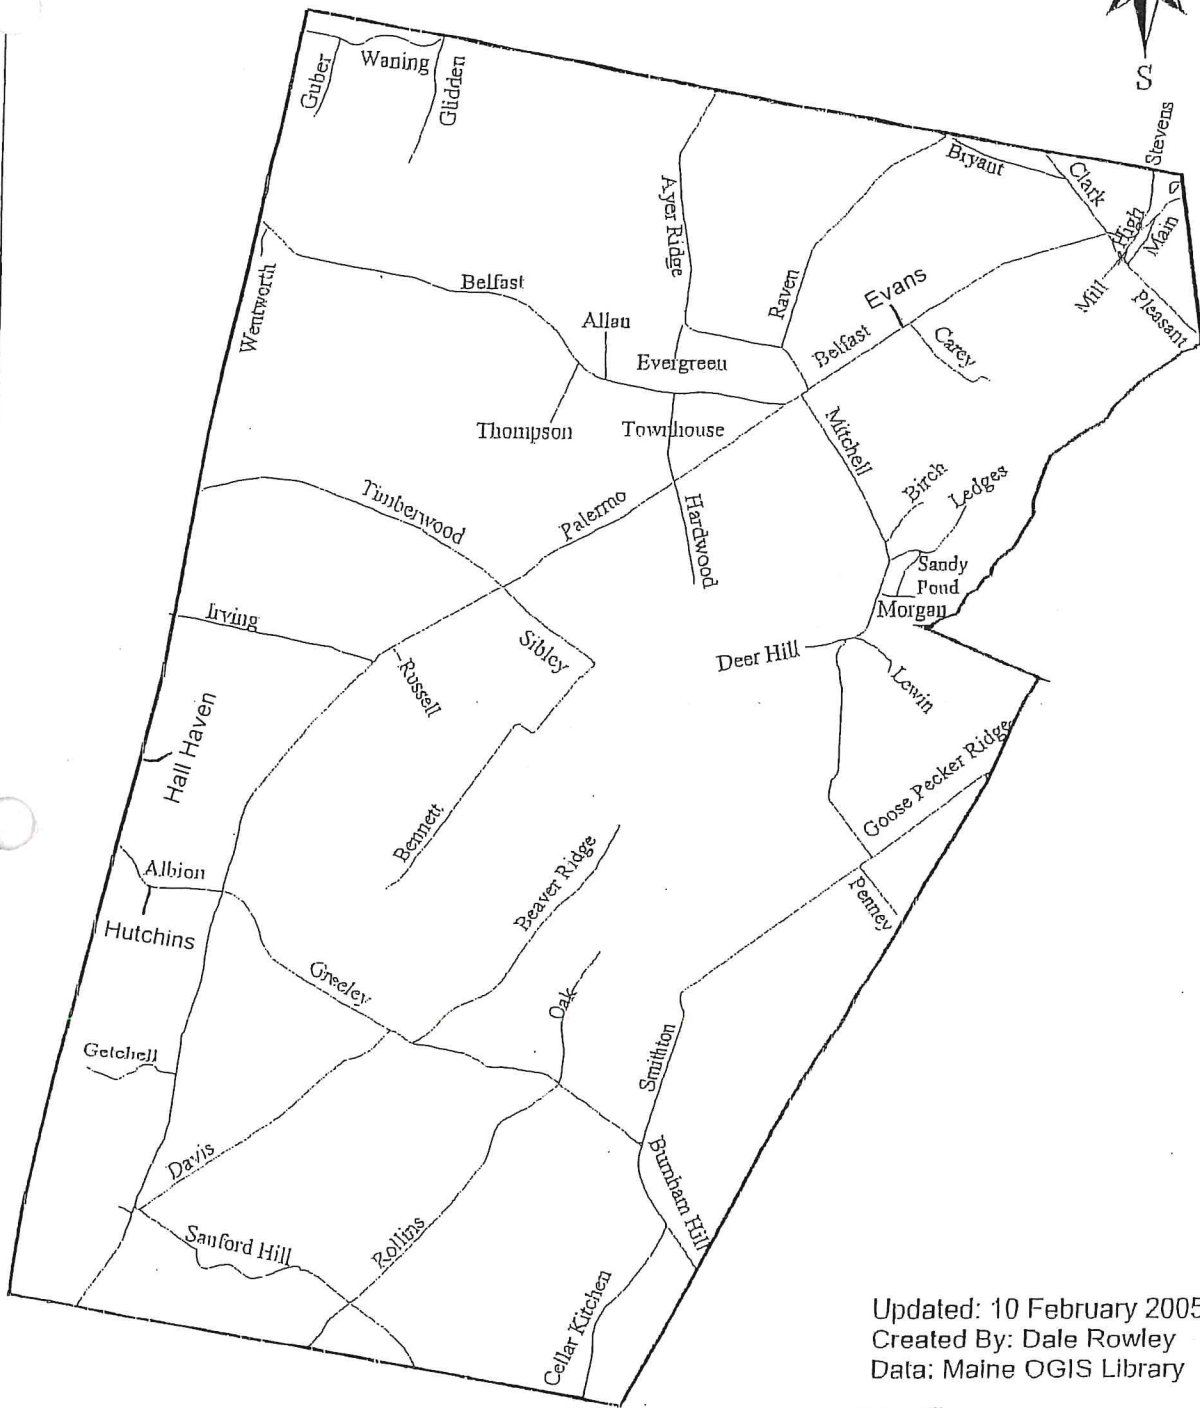 S
Stevens
Guber
Waning
Glidden
Bryant
Clark
High
Main
Mill
Pleasant
Ayer Ridge
Raven
Wentworth
Belfast
Allan
Evergreen
Evans
Belfast
Carey
Thompson
Townhouse
Mitchell
Birch
Ledges
Timberwood
Palermo
Hardwood
Sandy
Pond
Morgan
Irving
Sibley
Deer Hill
Lewin
Russell
Hall Haven
Goose Pecker Ridge
Bennett
Beaver Ridge
Albion
Penney
Hutchins
Greeley
Oak
Smithton
Getchell
Davis
Burnham Hill
Sanford Hill
Rollins
Cellar Kitchen
Updated: 10 February 2005
Created By: Dale Rowley
Data: Maine OGIS Library